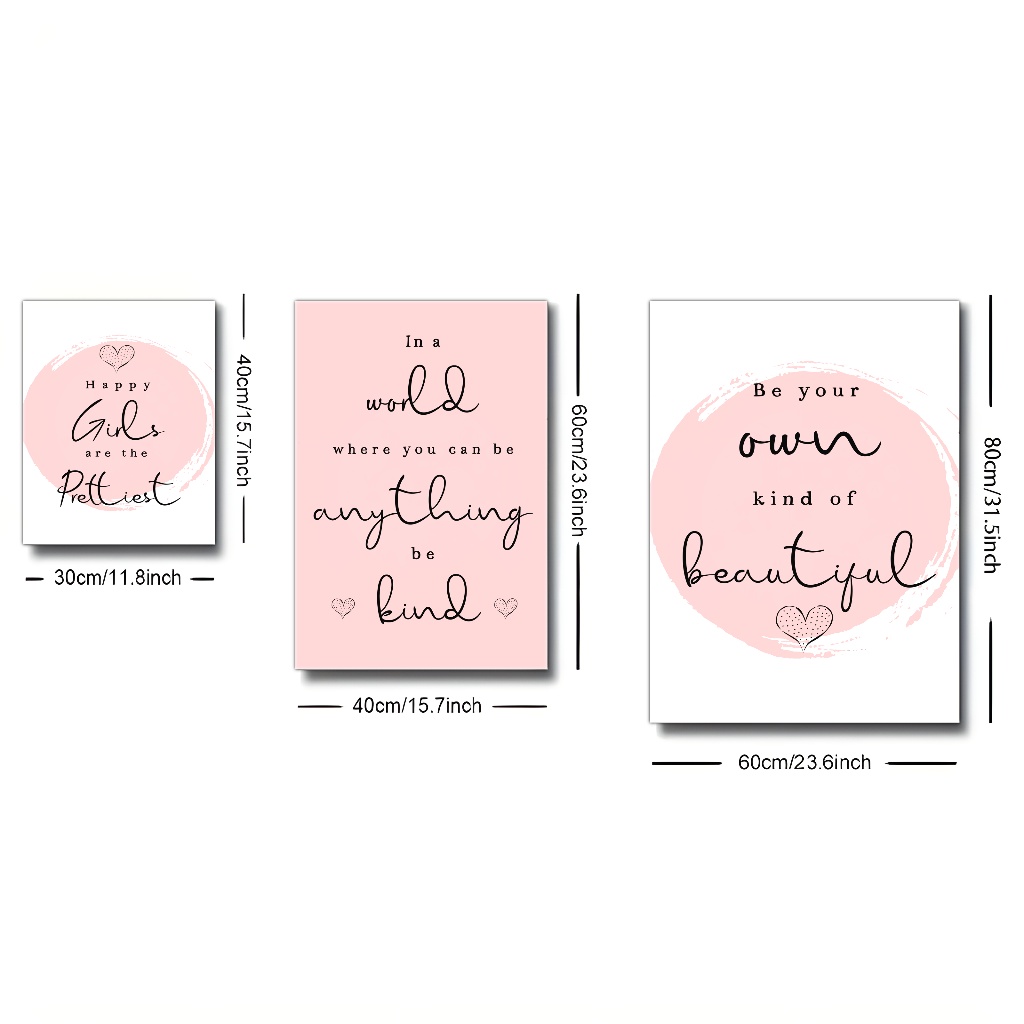 Happy
Girls
are the
Prettiest
40cm/15.7inch
30cm/11.8inch
In a
world
where you can be
anything
be
kind
60cm/23.6inch
40cm/15.7inch
Be your
own
kind of
beautiful
80cm/31.5inch
60cm/23.6inch